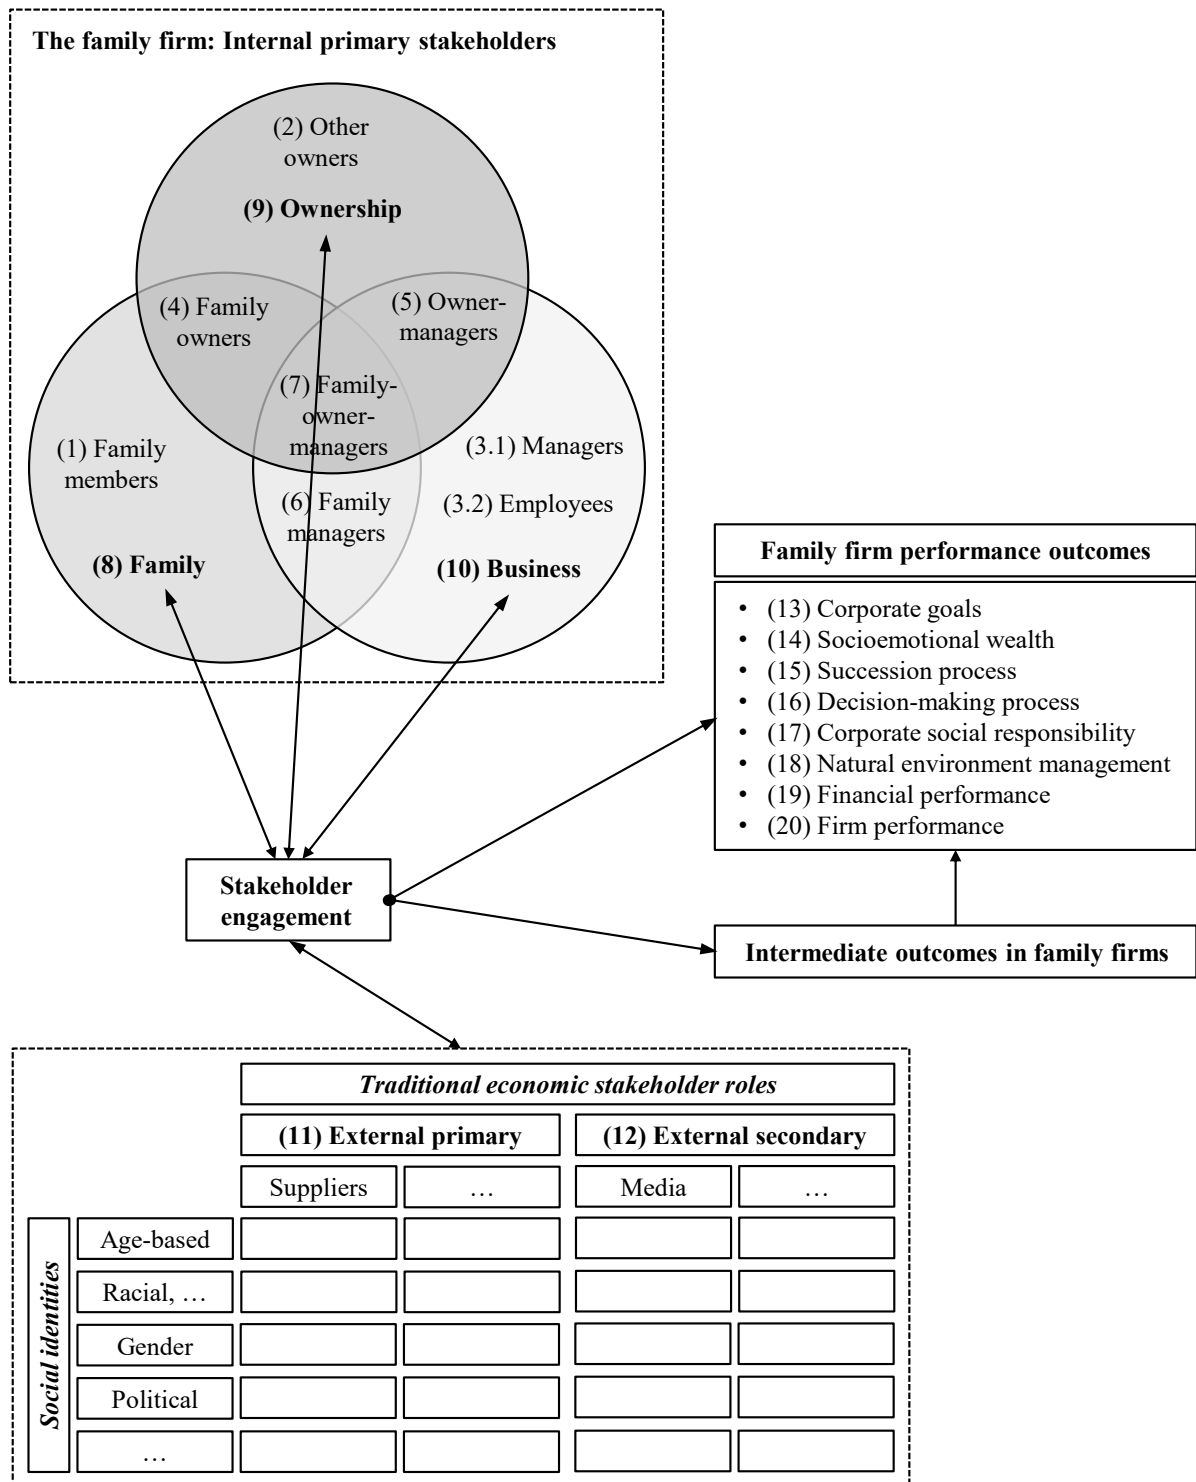 The family firm: Internal primary stakeholders
(2) Other
owners
(9) Ownership
(4) Family
owners
(5) Owner-
managers
(7) Family-
owner-
managers
(1) Family
members
(3.1) Managers
(6) Family
managers
(3.2) Employees
(8) Family
(10) Business
Family firm performance outcomes
• (13) Corporate goals
• (14) Socioemotional wealth
• (15) Succession process
• (16) Decision-making process
• (17) Corporate social responsibility
• (18) Natural environment management
• (19) Financial performance
• (20) Firm performance
Stakeholder
engagement
Intermediate outcomes in family firms
Traditional economic stakeholder roles
(11) External primary
(12) External secondary
Suppliers
…
Media
…
Social identities
Age-based
Racial, …
Gender
Political
…